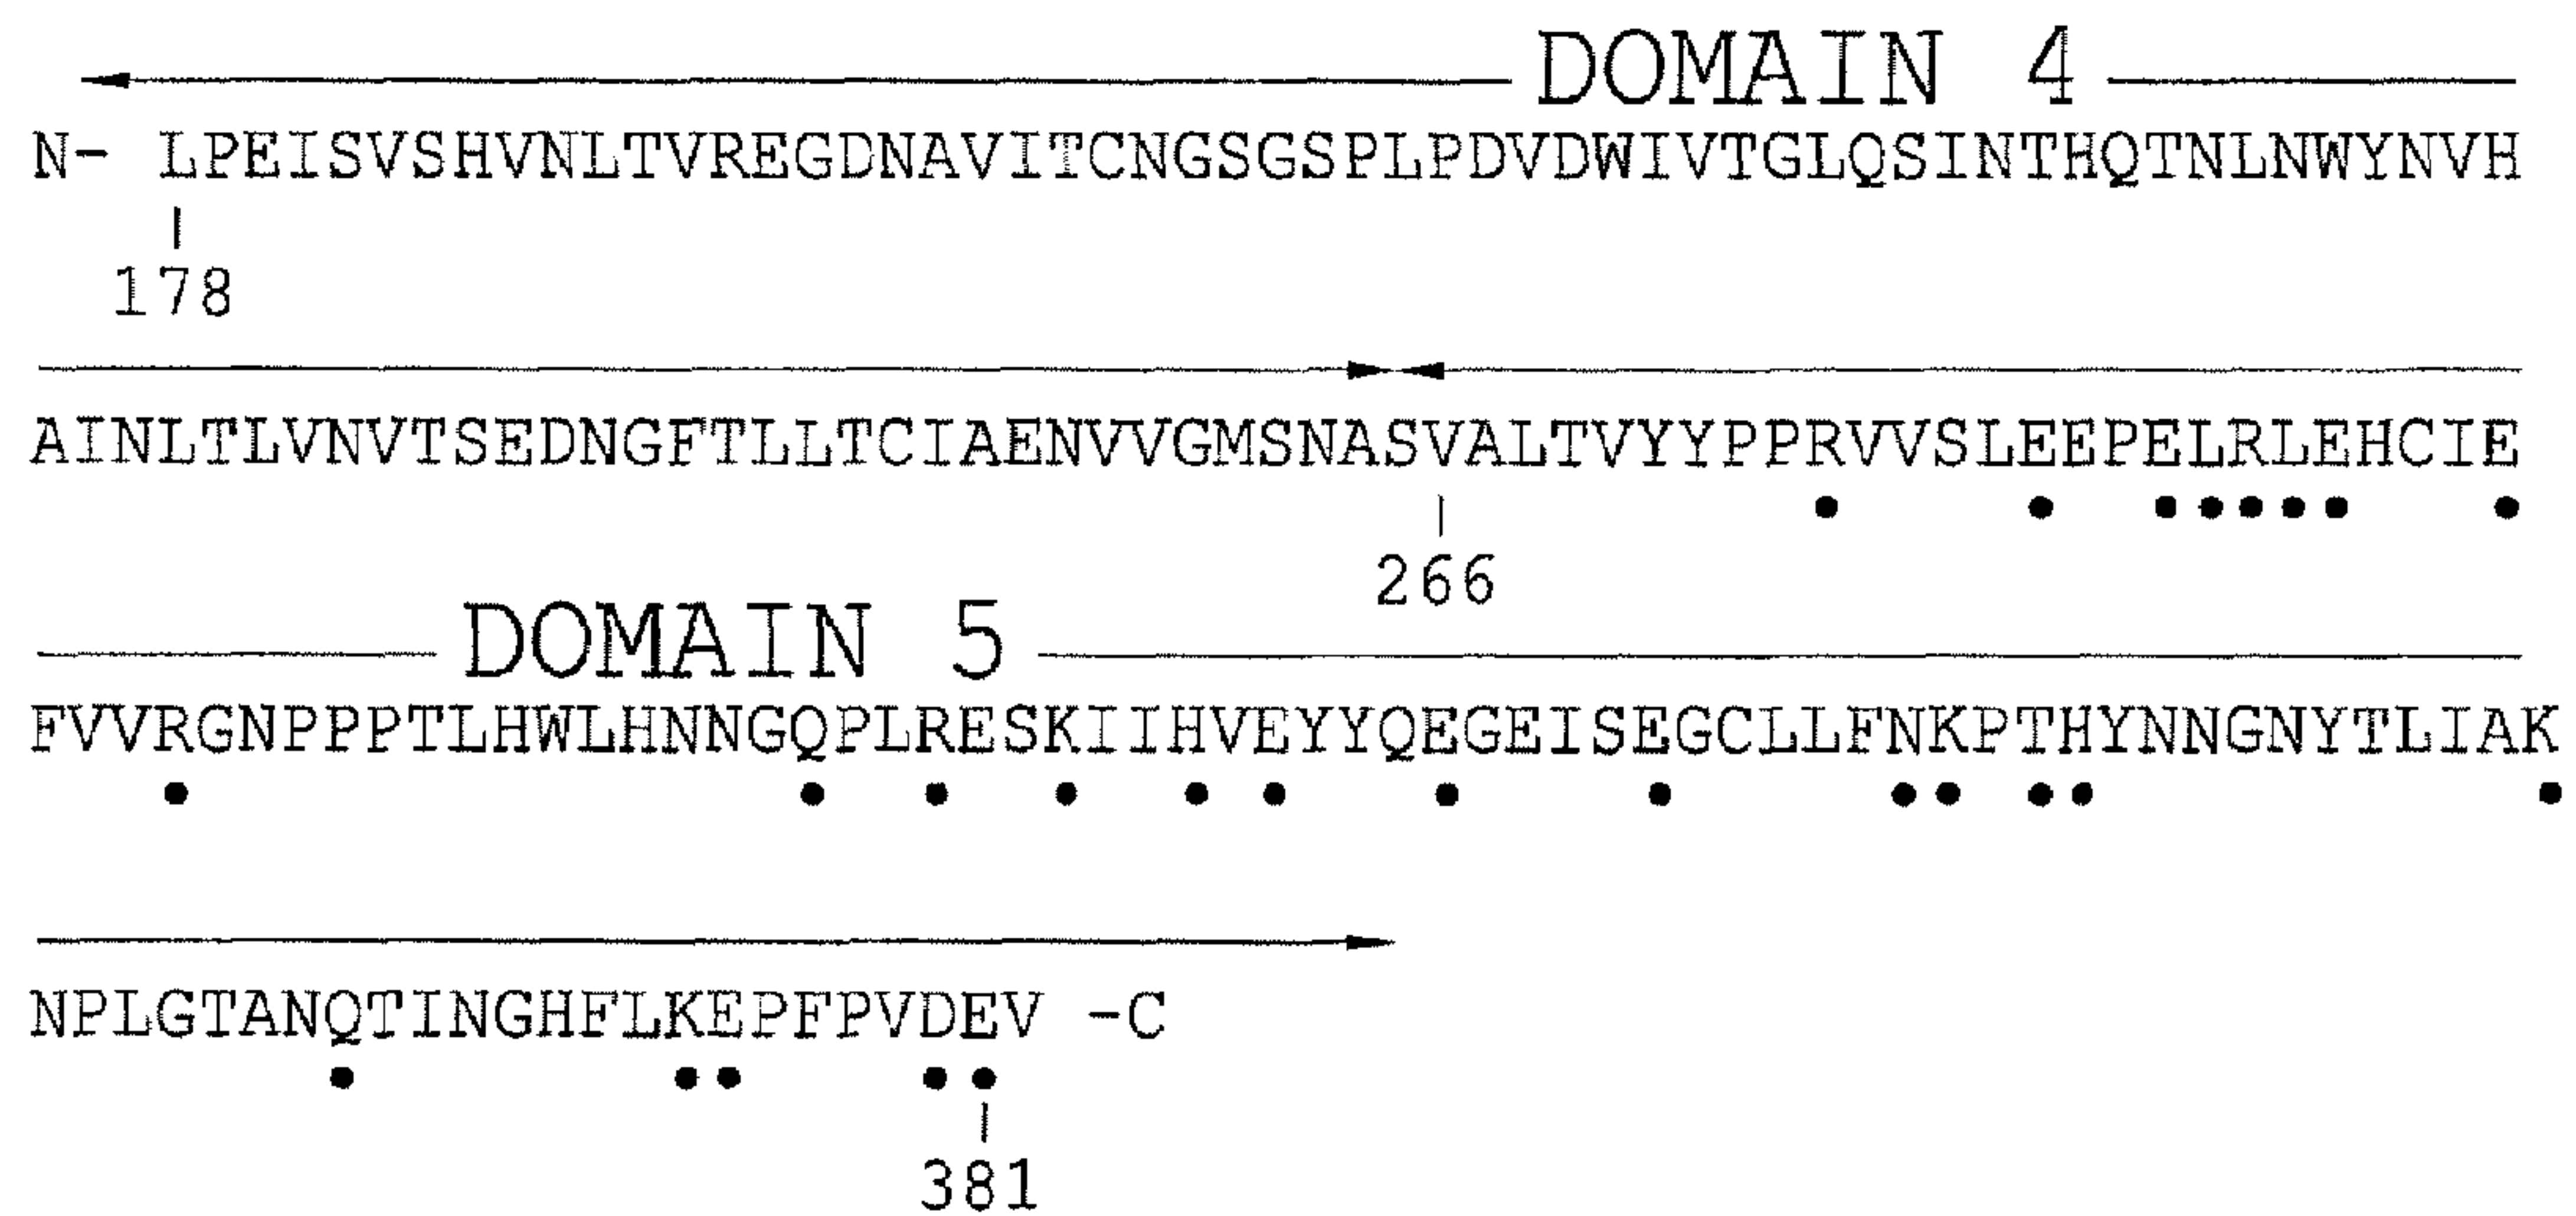 DOMAIN 4
N- LPEISVSHVNLTVREGDNAVITCNGSGSPLPDVDWIVTGLQSINTHQTNLNWYNVH
178
AINLTLVNVTSEDNGFTLLTCIAENVVGMSNASVALTVYYPPRVVSLEEPELRLEHCIE
266
DOMAIN 5
FVVRGNPPPTLHWLHNNGQPLRESKIIHVEYYQEGEISEGCLLFNKPTHYNNGNYTLIAK
NPLGTANQTINGHFLKEPFPVDEV -C
381